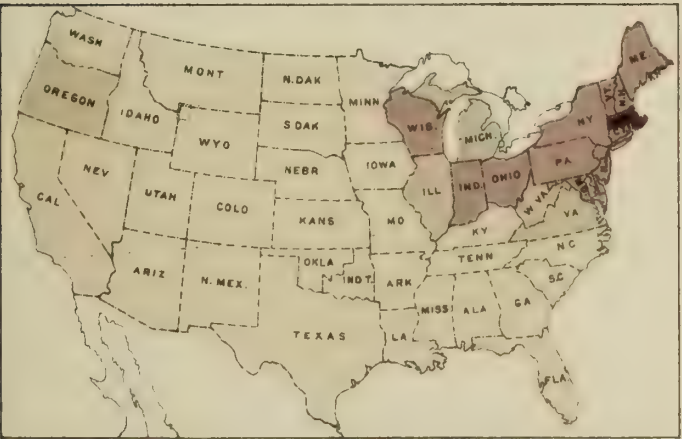 WASH
OREGON
IDAHO
MONT
WYO
NEV
CAL
UTAH
COLO
ARIZ
N.MEX.
N.DAK
S DAK
NEBR
KANS
OKLA
IND T.
TEXAS
MINN
IOWA
MO
ARK
LA
WIS.
MICH.
ILL
IND.
OHIO
KY
TENN
MISS
ALA
GA
FLA
S.C
N C
VA
W VA
PA.
NY
VT.
N.H.
ME.